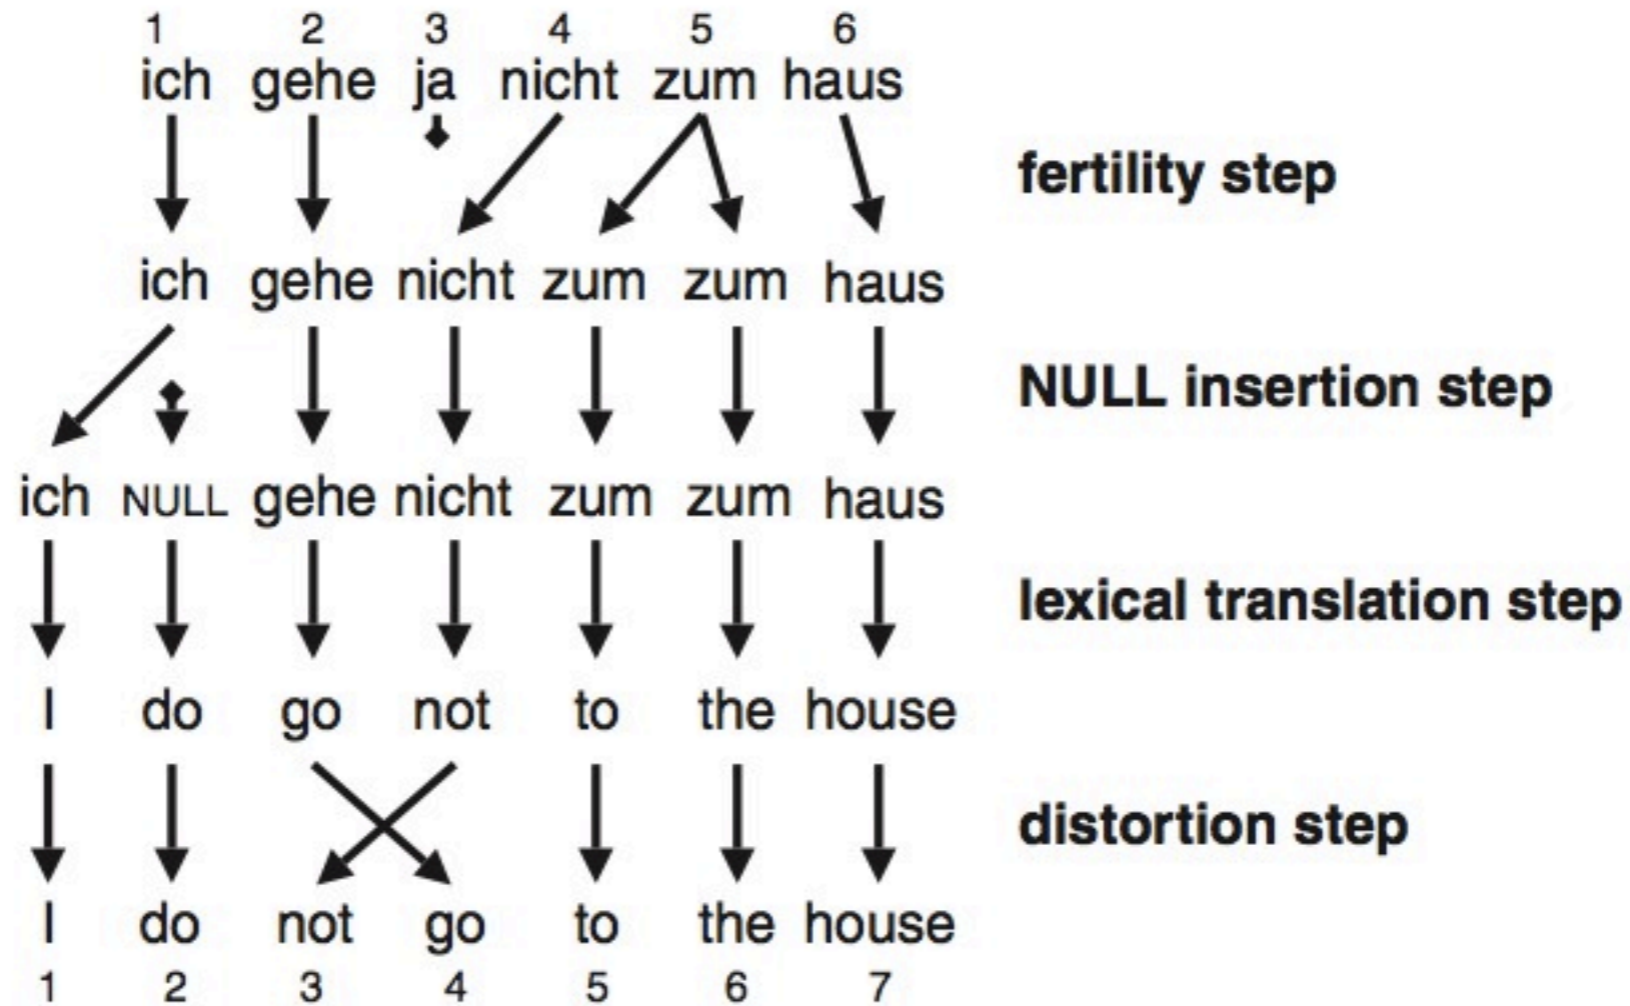 1 2 3 4 5 6
ich gehe ja nicht zum haus
fertility step
ich gehe nicht zum zum haus
NULL insertion step
ich NULL gehe nicht zum zum haus
lexical translation step
I do go not to the house
distortion step
I do not go to the house
1 2 3 4 5 6 7